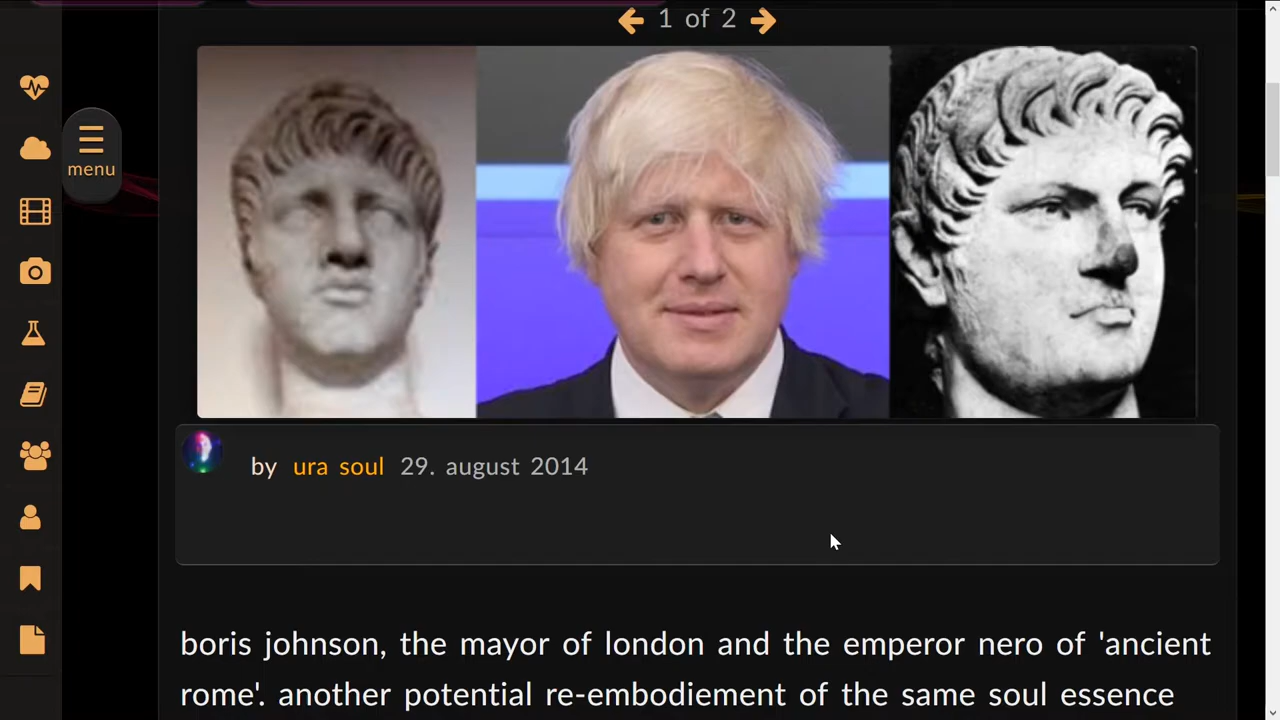 1 of 2
menu
by ura soul 29. august 2014
boris johnson, the mayor of london and the emperor nero of 'ancient
rome'. another potential re-embodiement of the same soul essence